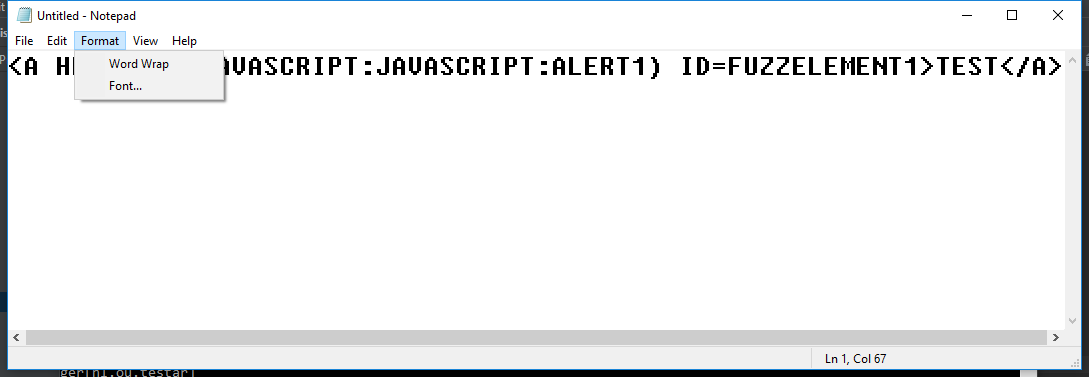 Untitled - Notepad
File Edit Format View Help
Word Wrap
Font...
<A H AVASCRIPT:JAVASCRIPT:ALERT1) ID=FUZZELEMENT1>TEST</A>
Ln 1, Col 67